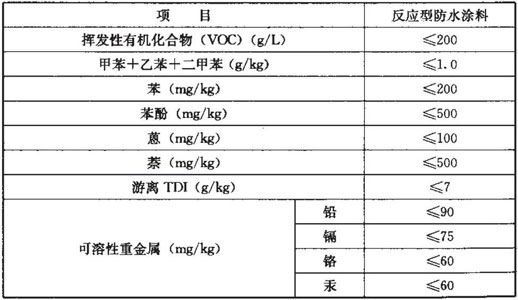 项 目 反应型防水涂料
挥发性有机化合物（VOC）(g/L) ≤200
甲苯＋乙苯＋二甲苯(g/kg) ≤1.0
苯（mg/kg） ≤200
苯酚（mg/kg） ≤500
蒽（mg/kg） ≤100
萘（mg/kg） ≤500
游离 TDI（g/kg） ≤7
可溶性重金属（mg/kg） 铅 ≤90
镉 ≤75
铬 ≤60
汞 ≤60